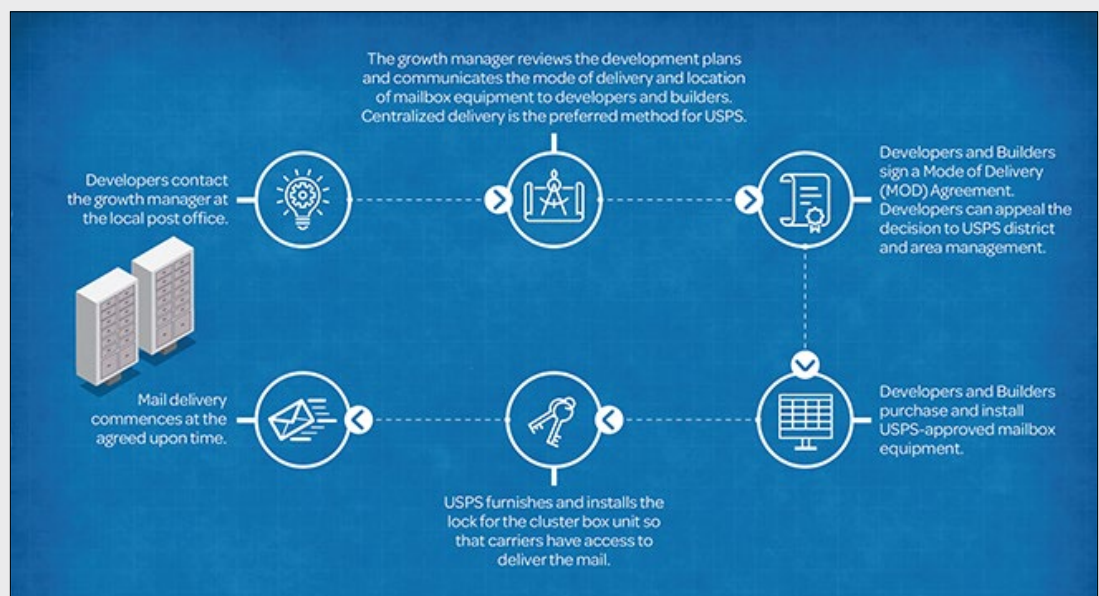 Developers contact
the growth manager at
the local post office.
The growth manager reviews the development plans
and communicates the mode of delivery and location
of mailbox equipment to developers and builders.
Centralized delivery is the preferred method for USPS.
Developers and Builders
sign a Mode of Delivery
(MOD) Agreement.
Developers can appeal the
decision to USPS district
and area management.
Developers and Builders
purchase and install
USPS-approved mailbox
equipment.
USPS furnishes and installs the
lock for the cluster box unit so
that carriers have access to
deliver the mail.
Mail delivery
commences at the
agreed upon time.